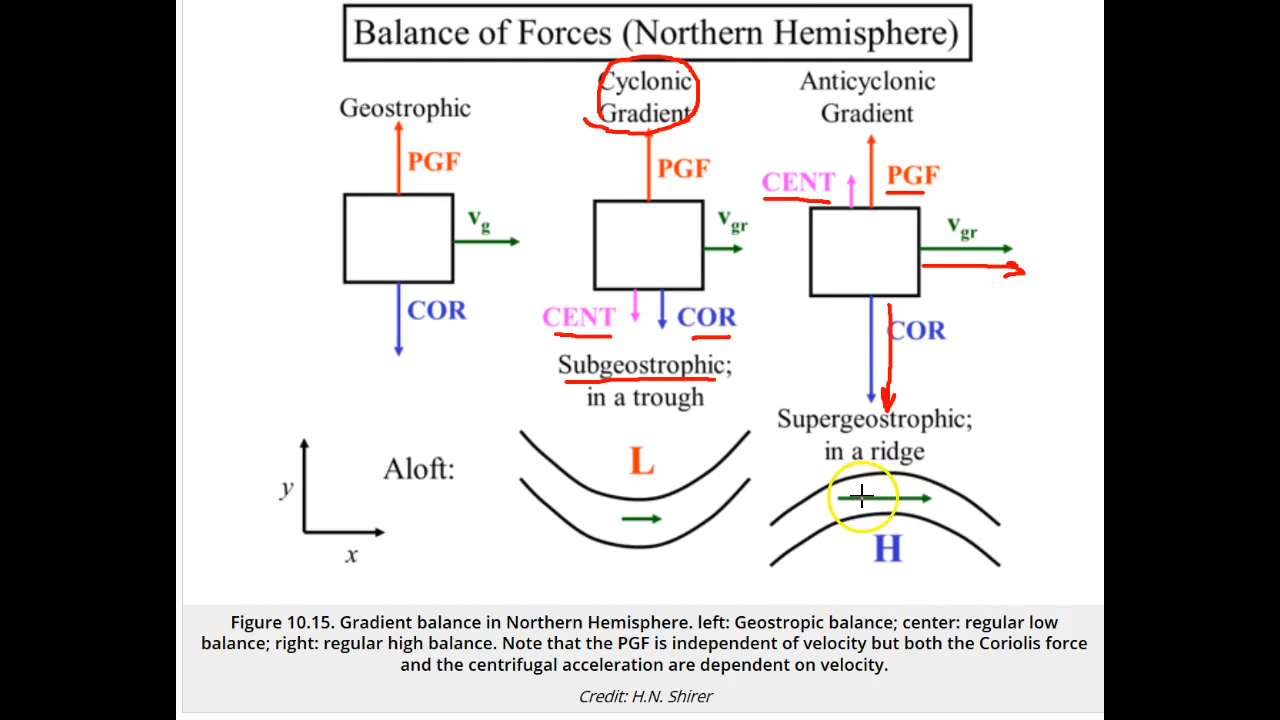 Balance of Forces (Northern Hemisphere)
Geostrophic
PGF
vg
COR
Cyclonic
Gradient
PGF
vgr
CENT
COR
Subgeostrophic;
in a trough
Anticyclonic
Gradient
CENT
PGF
vgr
COR
Supergeostrophic;
in a ridge
y
x
Aloft:
L
H
Figure 10.15. Gradient balance in Northern Hemisphere. left: Geostropic balance; center: regular low
balance; right: regular high balance. Note that the PGF is independent of velocity but both the Coriolis force
and the centrifugal acceleration are dependent on velocity.
Credit: H.N. Shirer